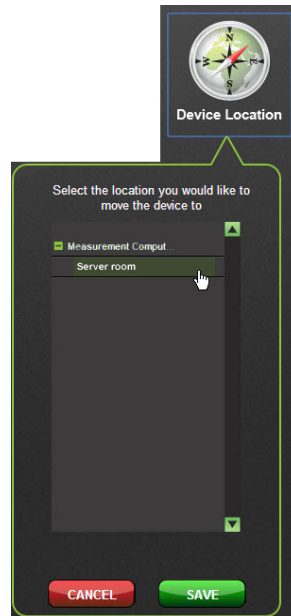 N
W E
S
Device Location
Select the location you would like to
move the device to
Measurement Comput...
Server room
CANCEL SAVE